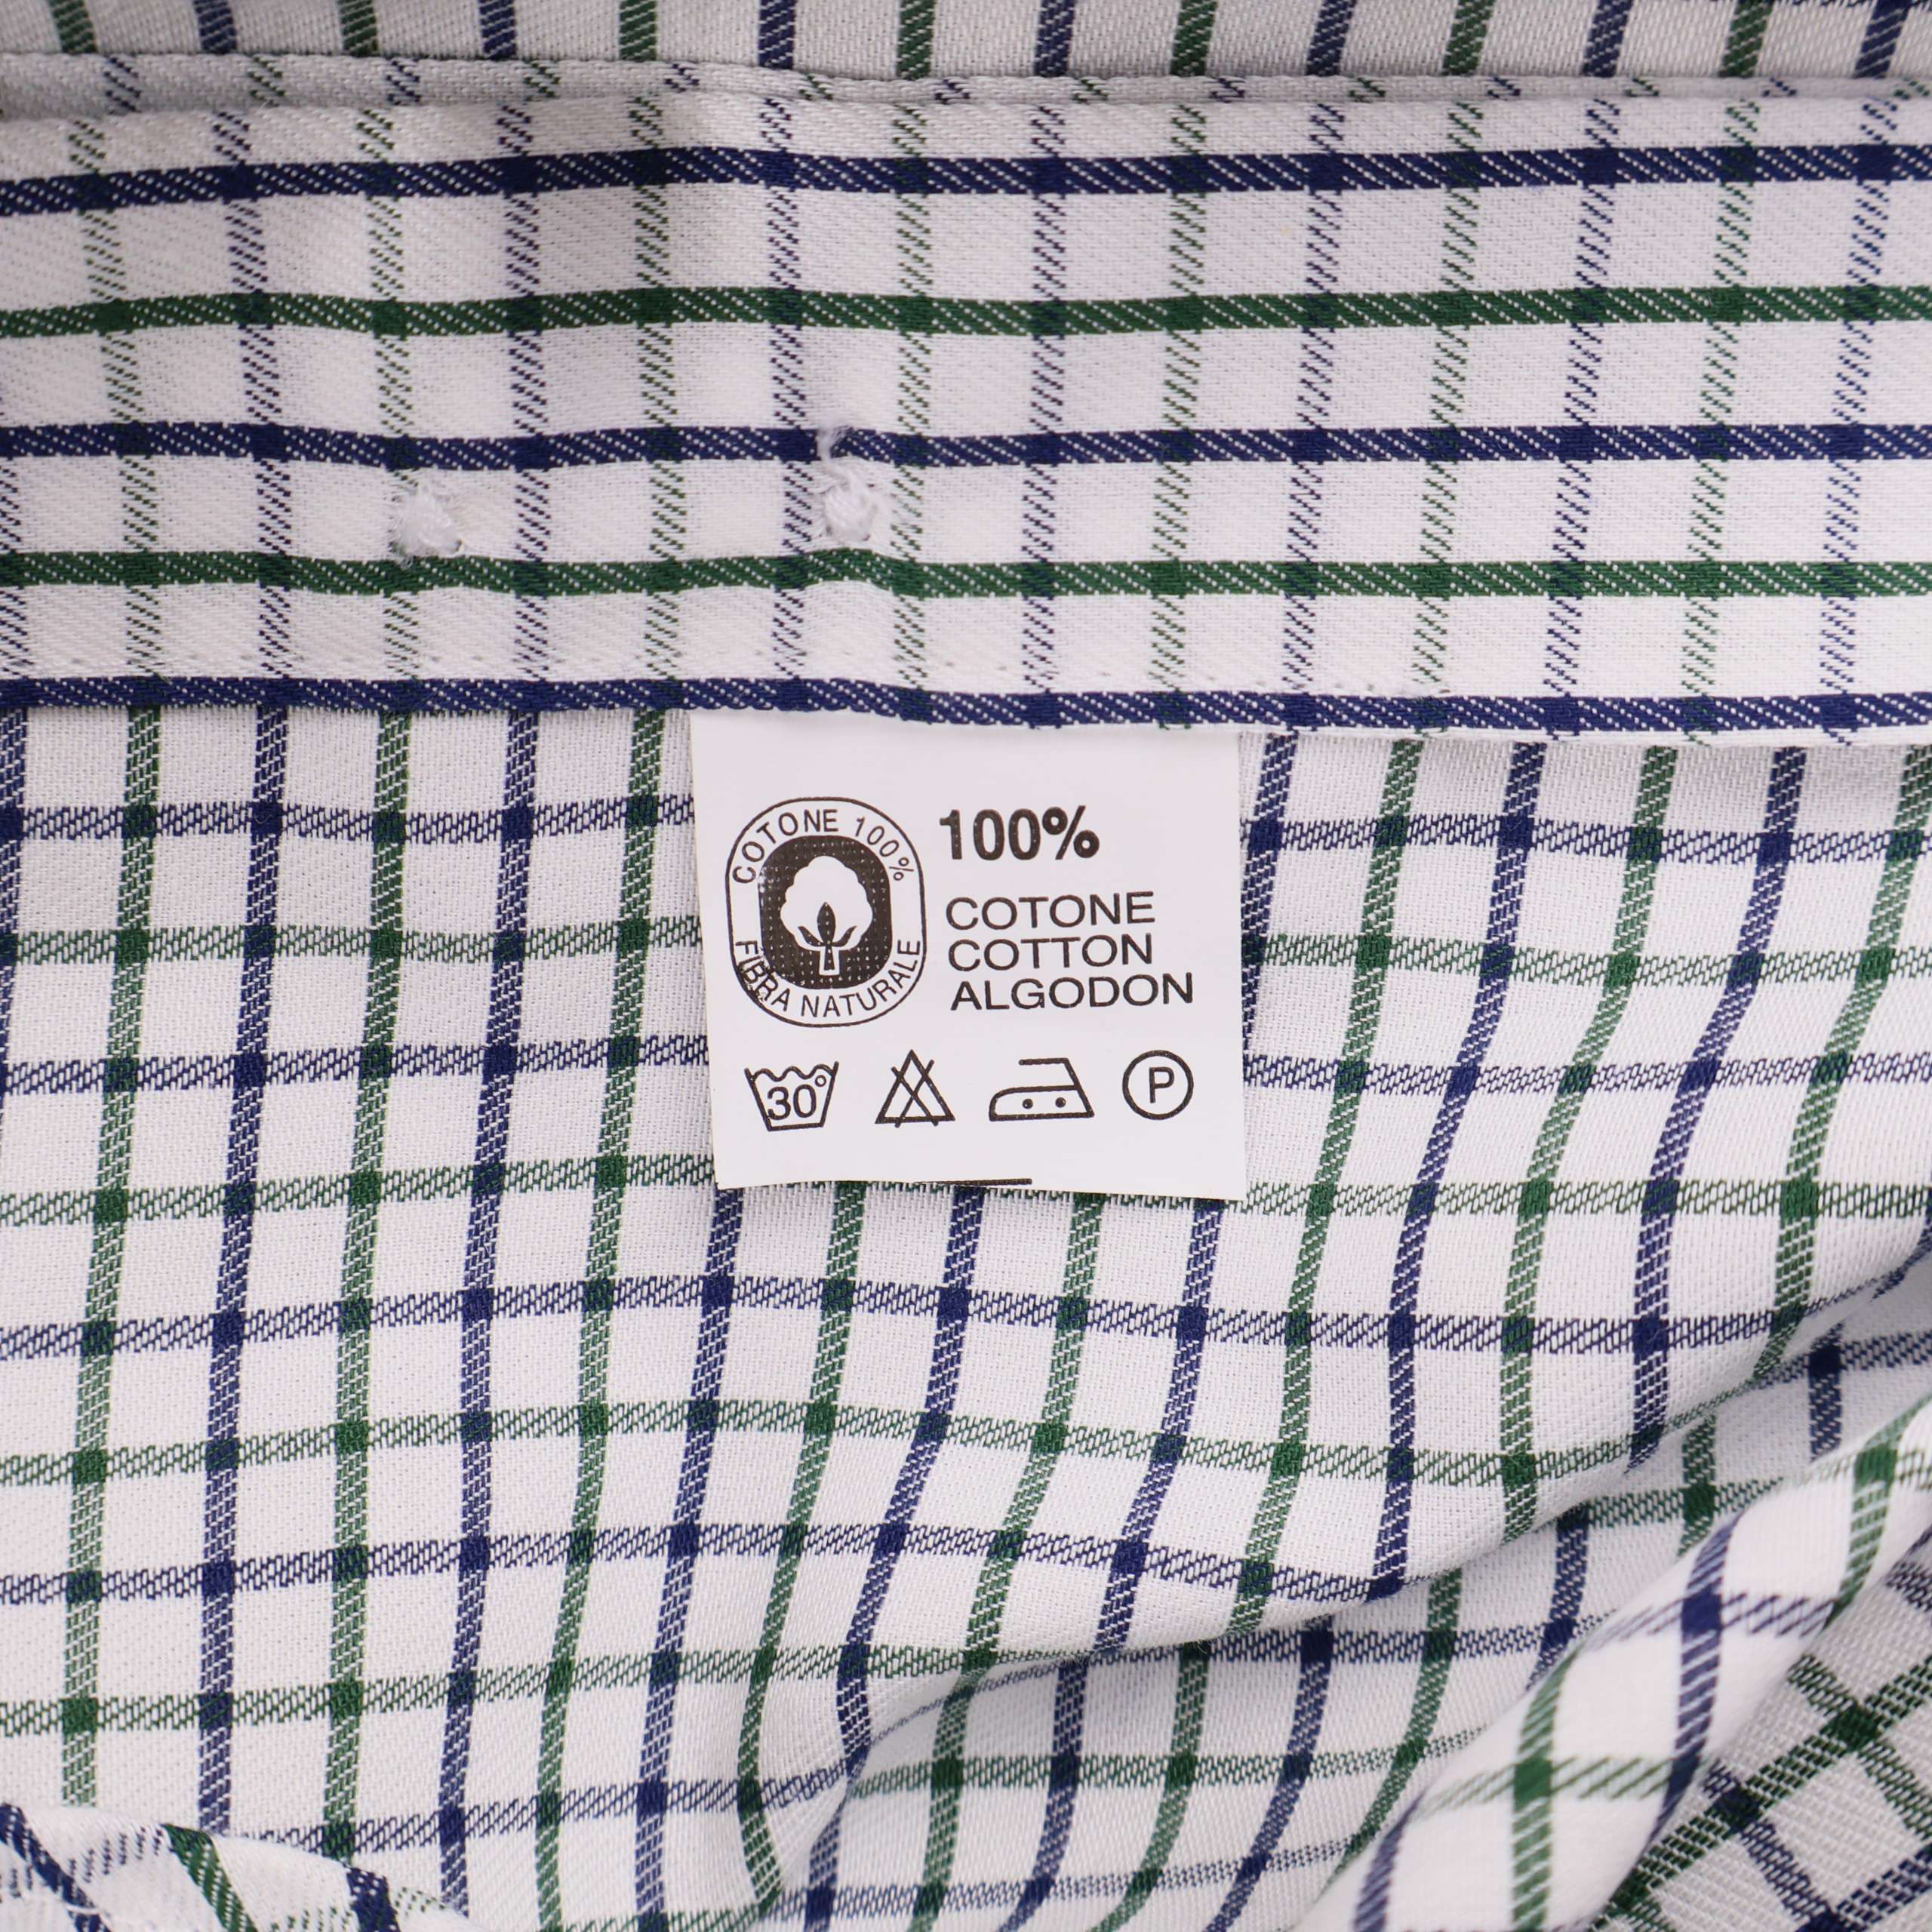 COTONE 100%
FIBRA NATURALE
100%
COTONE
COTTON
ALGODON
30°
P